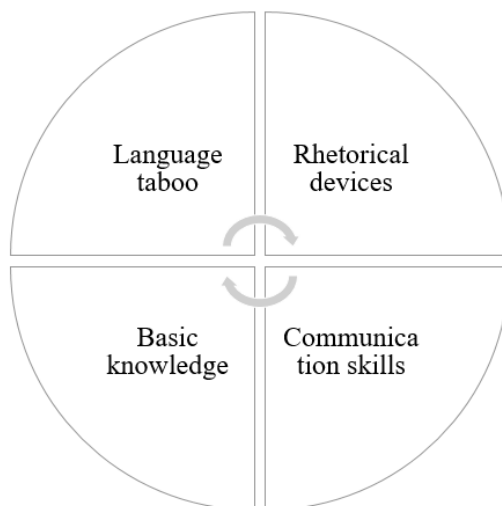 Language
taboo
Rhetorical
devices
Basic
knowledge
Communica
tion skills